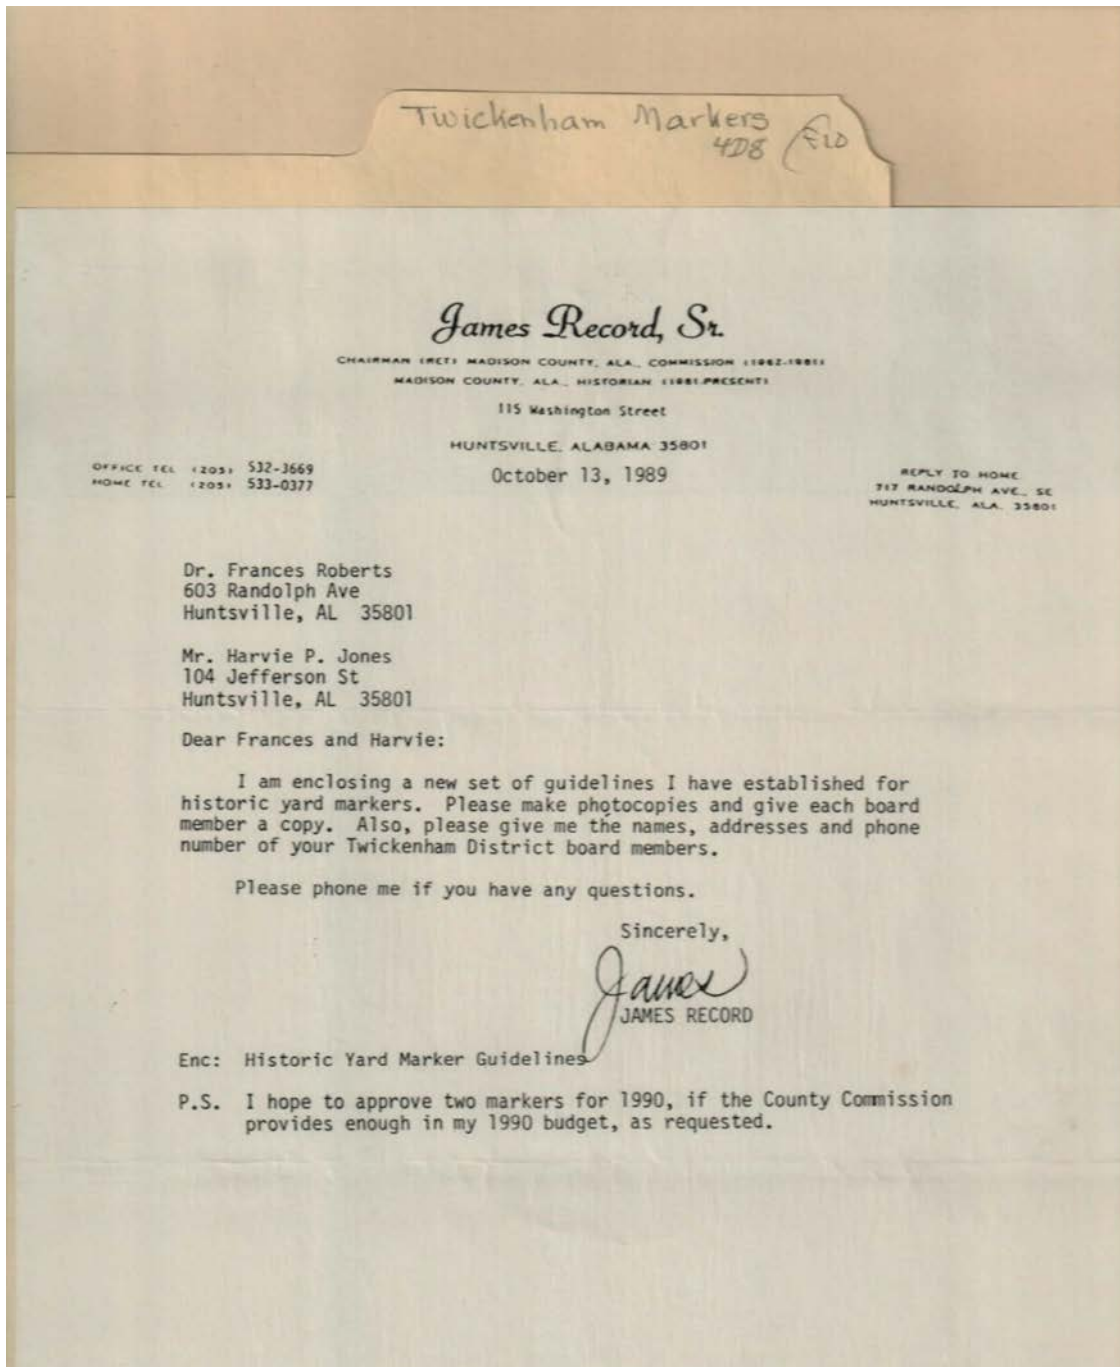 Twickenham Markers
4D8
James Record, Sr.
CHAIRMAN (RET) MADISON COUNTY, ALA., COMMISSION (1962-1981)
MADISON COUNTY, ALA., HISTORIAN (1981-PRESENT)
115 Washington Street
HUNTSVILLE, ALABAMA 35801
OFFICE TEL (205) 532-3669
HOME TEL (205) 533-0377
October 13, 1989
REPLY TO HOME
717 RANDOLPH AVE., SE
HUNTSVILLE, ALA. 35801
Dr. Frances Roberts
603 Randolph Ave
Huntsville, AL 35801
Mr. Harvie P. Jones
104 Jefferson St
Huntsville, AL 35801
Dear Frances and Harvie:
I am enclosing a new set of guidelines I have established for
historic yard markers. Please make photocopies and give each board
member a copy. Also, please give me the names, addresses and phone
number of your Twickenham District board members.
Please phone me if you have any questions.
Sincerely,
James
JAMES RECORD
Enc: Historic Yard Marker Guidelines
P.S. I hope to approve two markers for 1990, if the County Commission
provides enough in my 1990 budget, as requested.